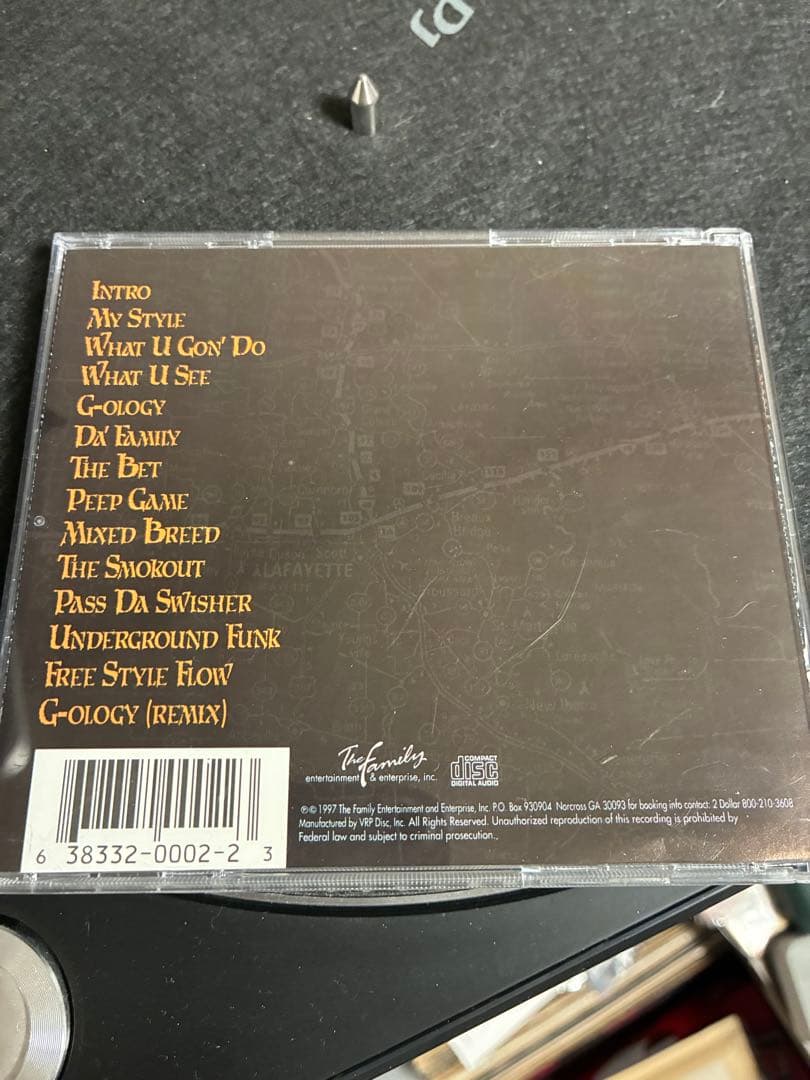 DJ
INTRO
MY STYLE
WHAT U GON' DO
WHAT U SEE
G-OLOGY
DA' FAMILY
THE BET
PEEP GAME
MIXED BREED
THE SMOKOUT
PASS DA SWISHER
UNDERGROUND FUNK
FREE STYLE FLOW
G-OLOGY (REMIX)
LAFAYETTE
The Family
entertainment & enterprise, inc.
COMPACT
disc
DIGITAL AUDIO
℗© 1997 The Family Entertainment and Enterprise, Inc. P.O. Box 930904 Norcross GA 30093 for booking info contact: 2 Dollar 800-210-3608
Manufactured by VRP Disc, Inc. All Rights Reserved. Unauthorized reproduction of this recording is prohibited by
Federal law and subject to criminal prosecution.
6 38332-0002-2 3